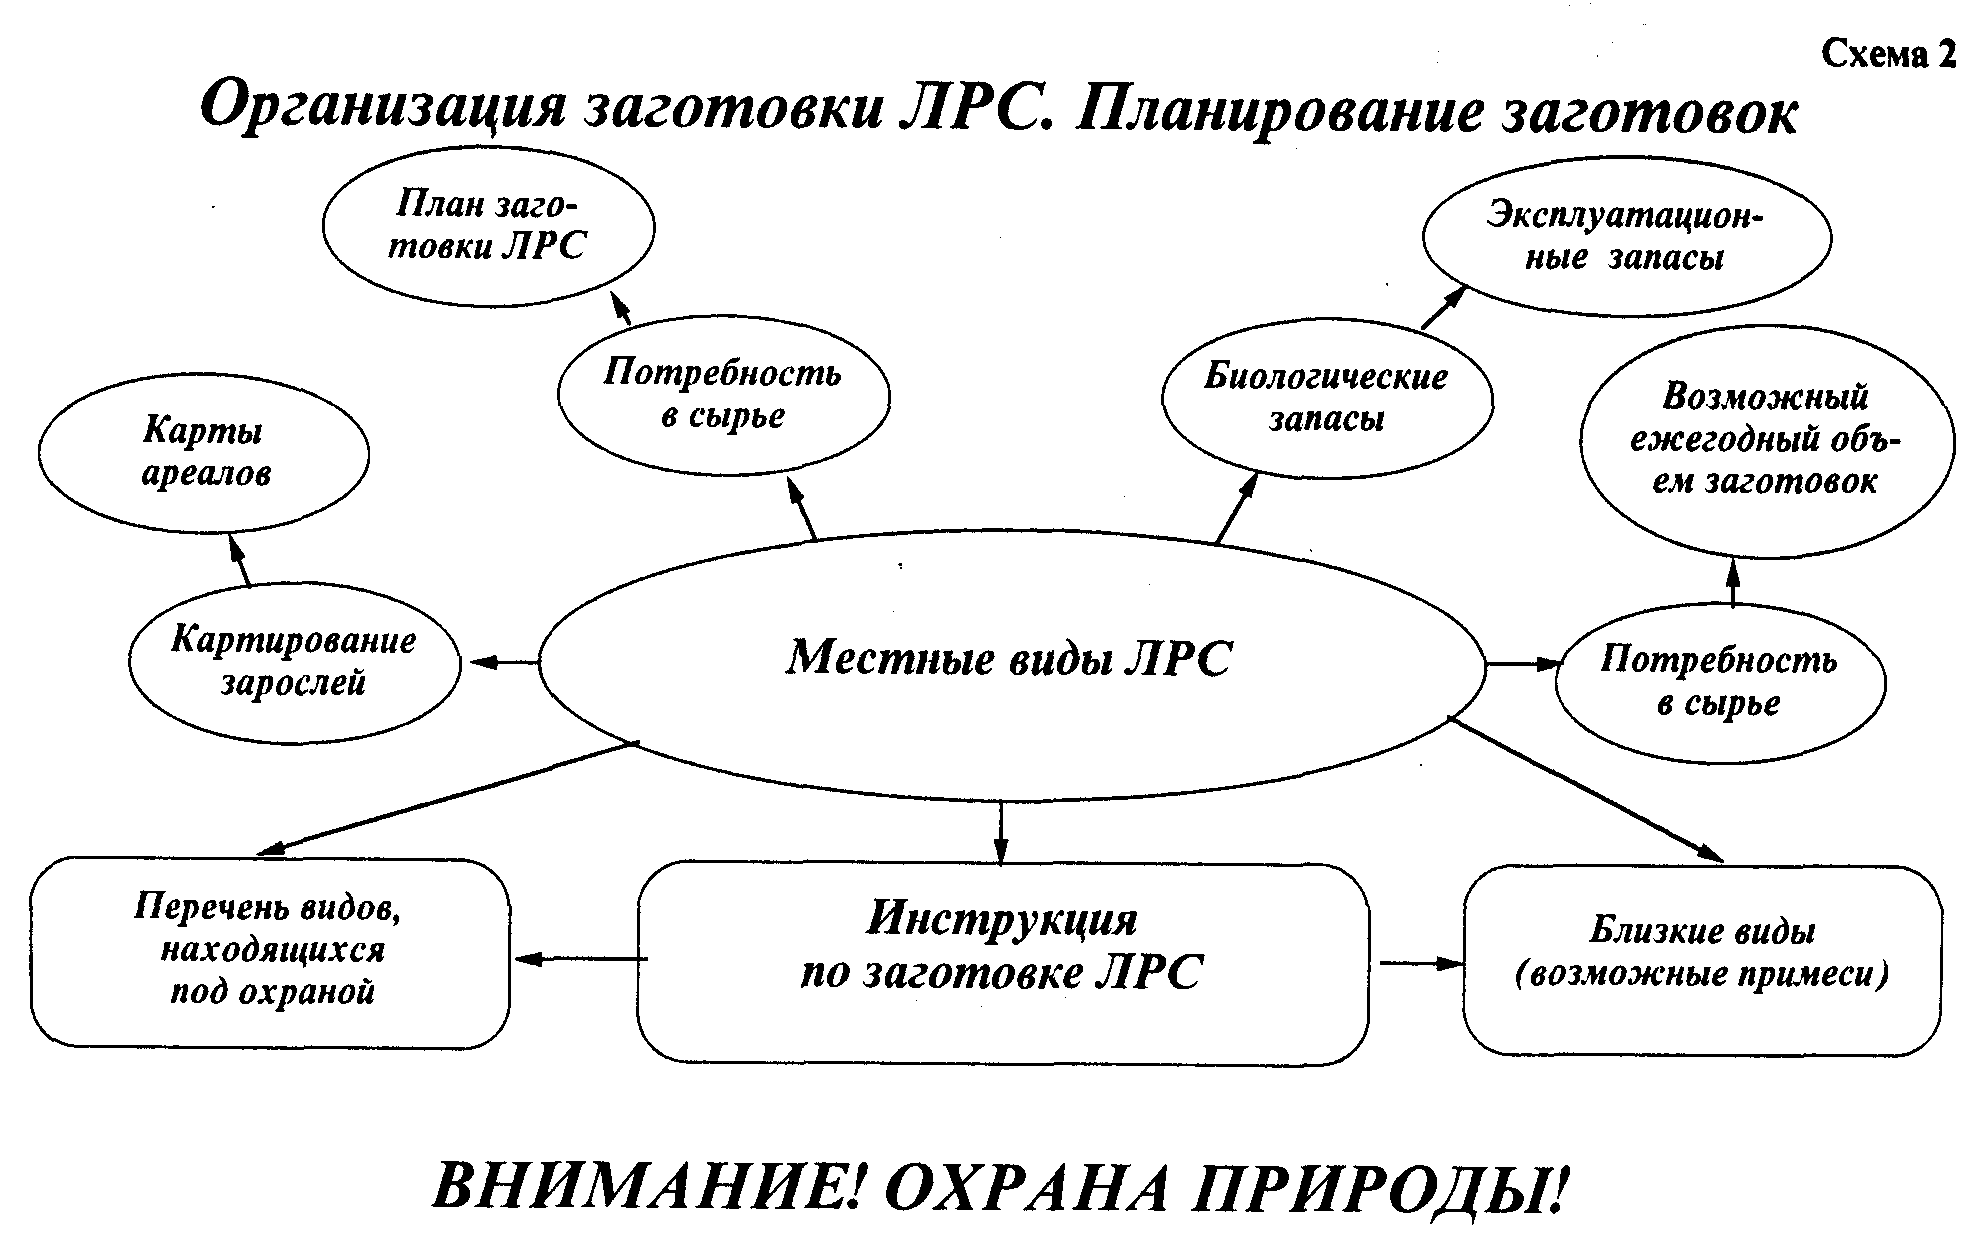 Схема 2
Организация заготовки ЛРС. Планирование заготовок
План заго-
товки ЛРС
Эксплуатацион-
ные запасы
Потребность
в сырье
Биологические
запасы
Карты
ареалов
Возможный
ежегодный объ-
ем заготовок
Картирование
зарослей
Местные виды ЛРС
Потребность
в сырье
Перечень видов,
находящихся
под охраной
Инструкция
по заготовке ЛРС
Близкие виды
(возможные примеси)
ВНИМАНИЕ! ОХРАНА ПРИРОДЫ!